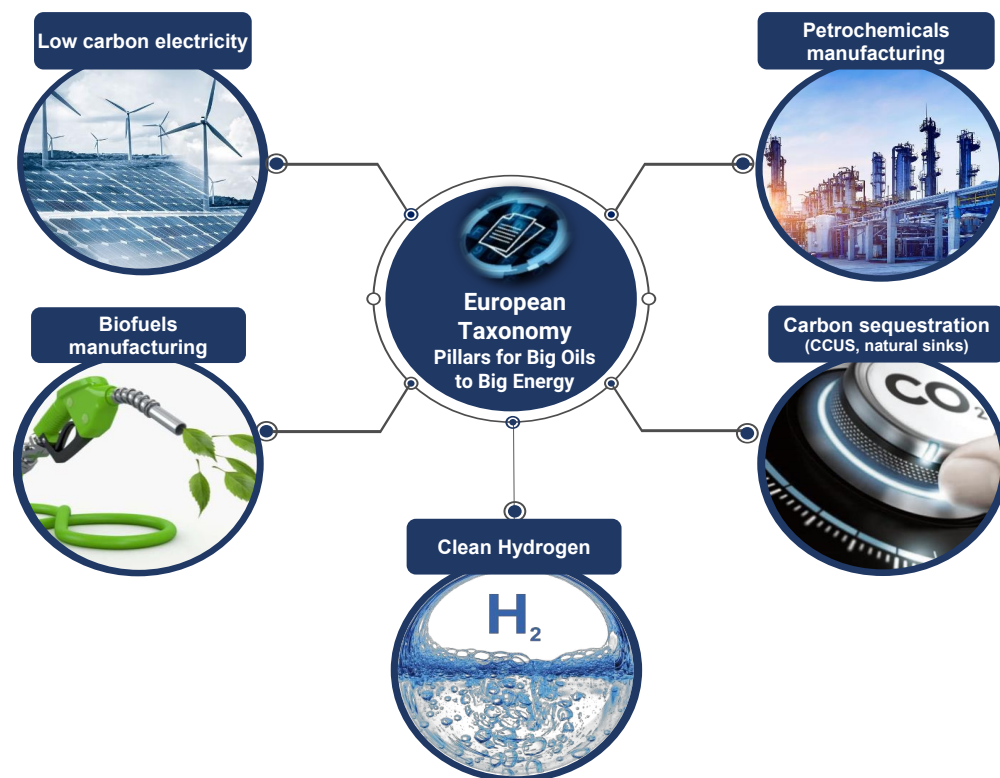 Low carbon electricity
Petrochemicals
manufacturing
European
Taxonomy
Pillars for Big Oils
to Big Energy
Biofuels
manufacturing
Carbon sequestration
(CCUS, natural sinks)
CO2
Clean Hydrogen
H2